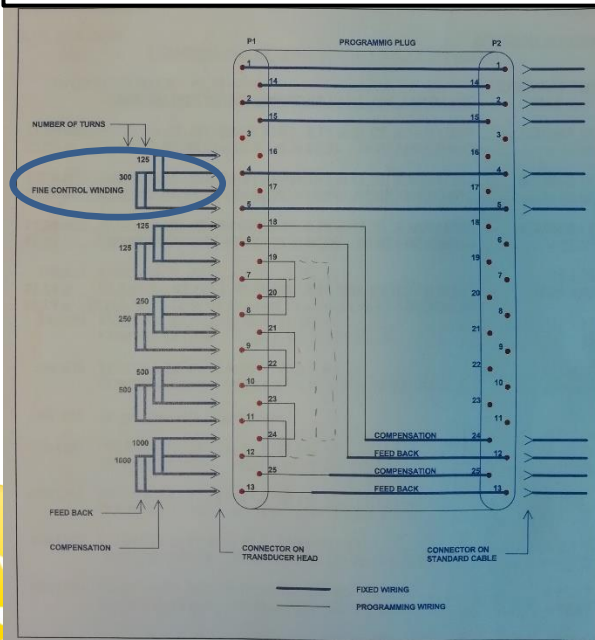 P1 PROGRAMMIG PLUG P2
1 1
14 14
2 2
15 15
NUMBER OF TURNS
3 3
125
16 16
300
4 4
FINE CONTROL WINDING
17 17
5 5
125
18 18
125
6 6
19 19
7 7
250
20 20
250
8 8
21 21
9 9
500
22 22
500
10 10
23 23
11 11
1000
24 COMPENSATION 24
1000
12 FEED BACK 12
25 COMPENSATION 25
13 FEED BACK 13
FEED BACK
COMPENSATION
CONNECTOR ON
TRANSDUCER HEAD
CONNECTOR ON
STANDARD CABLE
FIXED WIRING
PROGRAMMING WIRING